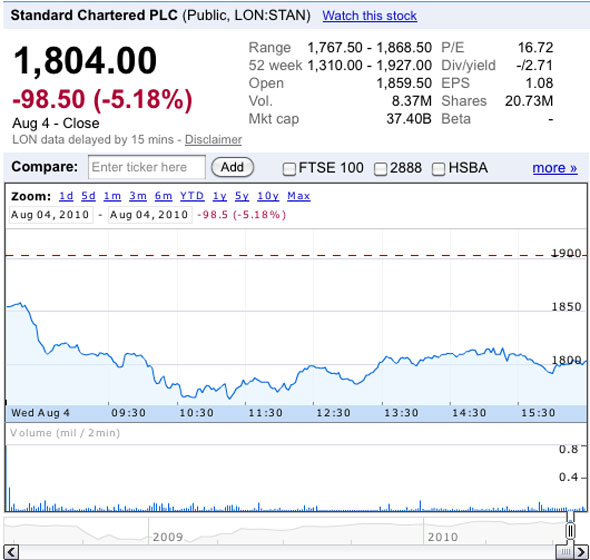 Standard Chartered PLC (Public, LON:STAN) Watch this stock
1,804.00
-98.50 (-5.18%)
Aug 4 - Close
LON data delayed by 15 mins - Disclaimer
Range 1,767.50 - 1,868.50 P/E 16.72
52 week 1,310.00 - 1,927.00 Div/yield -/2.71
Open 1,859.50 EPS 1.08
Vol. 8.37M Shares 20.73M
Mkt cap 37.40B Beta -
Compare: Enter ticker here Add FTSE 100 2888 HSBA more »
Zoom: 1d 5d 1m 3m 6m YTD 1y 5y 10y Max
Aug 04, 2010 - Aug 04, 2010 -98.5 (-5.18%)
1900
1850
1800
Wed Aug 4 09:30 10:30 11:30 12:30 13:30 14:30 15:30
Volume (mil / 2min)
0.8
0.4
2009 2010